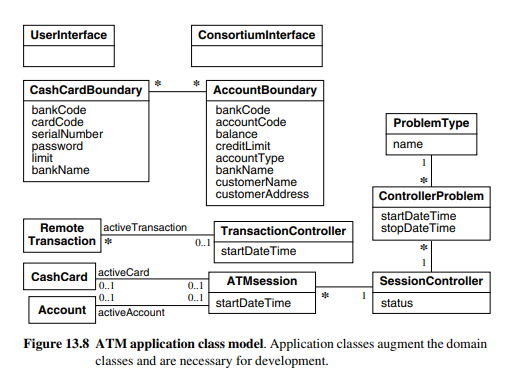 UserInterface
ConsortiumInterface
CashCardBoundary
bankCode
cardCode
serialNumber
password
limit
bankName
*
*
AccountBoundary
bankCode
accountCode
balance
creditLimit
accountType
bankName
customerName
customerAddress
ProblemType
name
1
*
ControllerProblem
startDateTime
stopDateTime
*
1
Remote
Transaction
activeTransaction
*
0..1
TransactionController
startDateTime
CashCard
activeCard
0..1
0..1
Account
0..1
0..1
activeAccount
ATMsession
startDateTime
*
1
SessionController
status
Figure 13.8 ATM application class model. Application classes augment the domain
classes and are necessary for development.